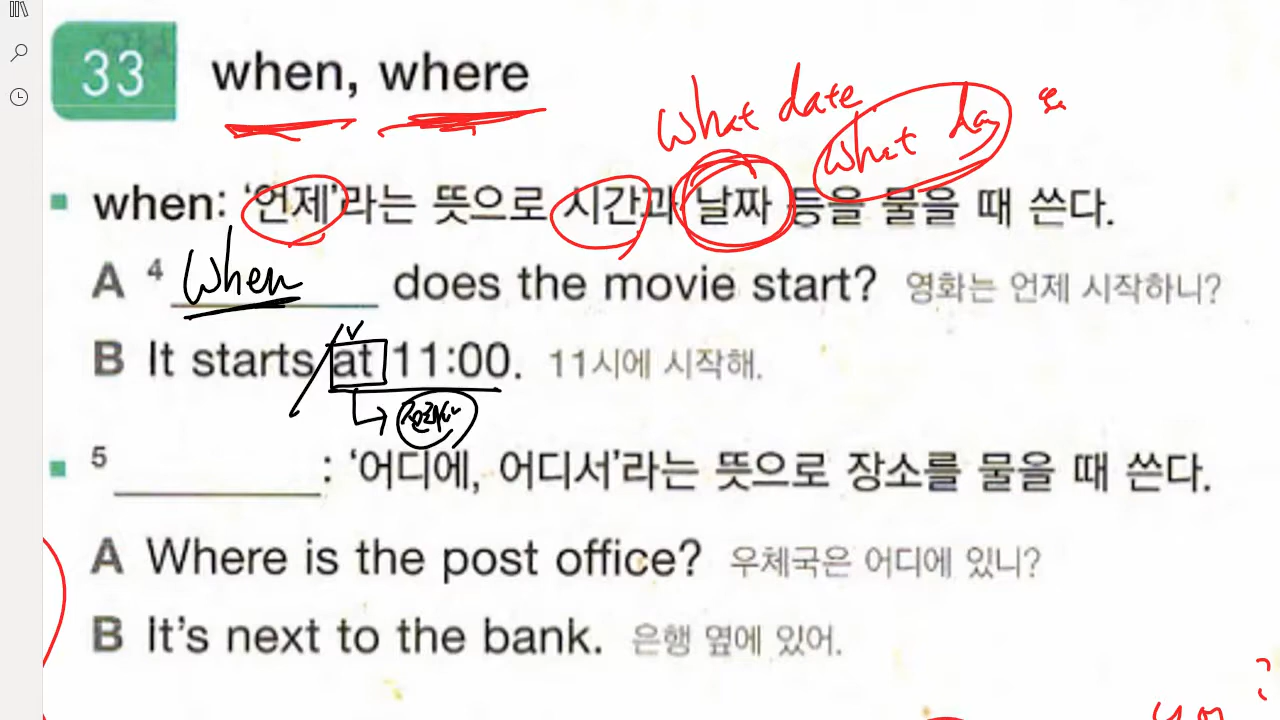 33 when, where
What date
What day
when: '언제'라는 뜻으로 시간과 날짜 등을 물을 때 쓴다.
A 4 When does the movie start? 영화는 언제 시작하니?
B It starts at 11:00. 11시에 시작해.
5 : '어디에, 어디서'라는 뜻으로 장소를 물을 때 쓴다.
A Where is the post office? 우체국은 어디에 있니?
B It's next to the bank. 은행 옆에 있어.